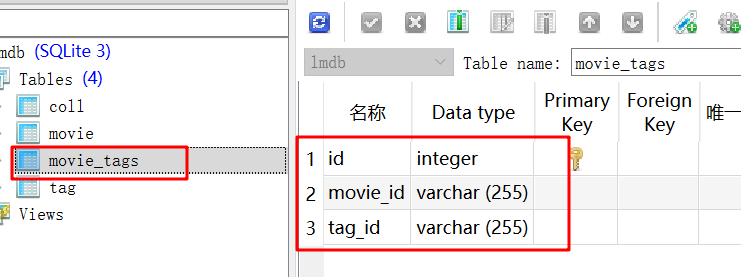 mdb (SQLite 3)
Tables (4)
coll
movie
movie_tags
tag
Views
lmdb
Table name: movie_tags
名称 Data type Primary Key Foreign Key 唯一
1 id integer
2 movie_id varchar (255)
3 tag_id varchar (255)